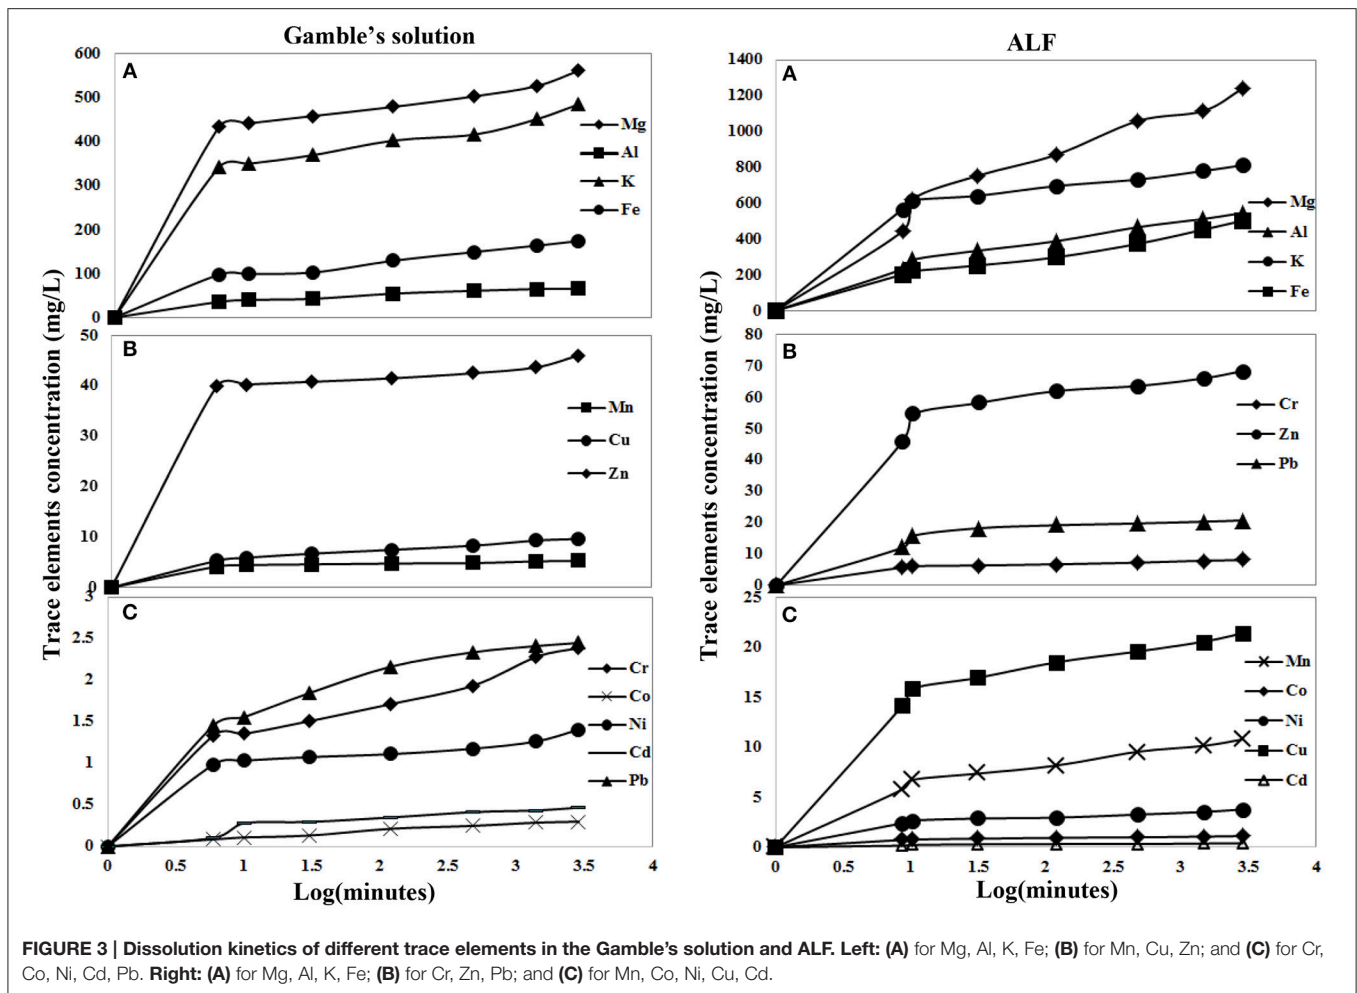 Gamble's solution
600
500
400
300
200
100
0
A
Mg
Al
K
Fe
50
40
30
20
10
0
B
Mn
Cu
Zn
3
2.5
2
1.5
1
0.5
0
C
Cr
Co
Ni
Cd
Pb
0
0.5
1
1.5
2
2.5
3
3.5
4
Trace elements concentration (mg/L)
Log(minutes)
ALF
1400
1200
1000
800
600
400
200
0
A
Mg
Al
K
Fe
80
70
60
50
40
30
20
10
0
B
Cr
Zn
Pb
25
20
15
10
5
0
C
Mn
Co
Ni
Cu
Cd
0
0.5
1
1.5
2
2.5
3
3.5
4
Trace elements concentration (mg/L)
Log(minutes)
FIGURE 3 | Dissolution kinetics of different trace elements in the Gamble's solution and ALF. Left: (A) for Mg, Al, K, Fe; (B) for Mn, Cu, Zn; and (C) for Cr,
Co, Ni, Cd, Pb. Right: (A) for Mg, Al, K, Fe; (B) for Cr, Zn, Pb; and (C) for Mn, Co, Ni, Cu, Cd.